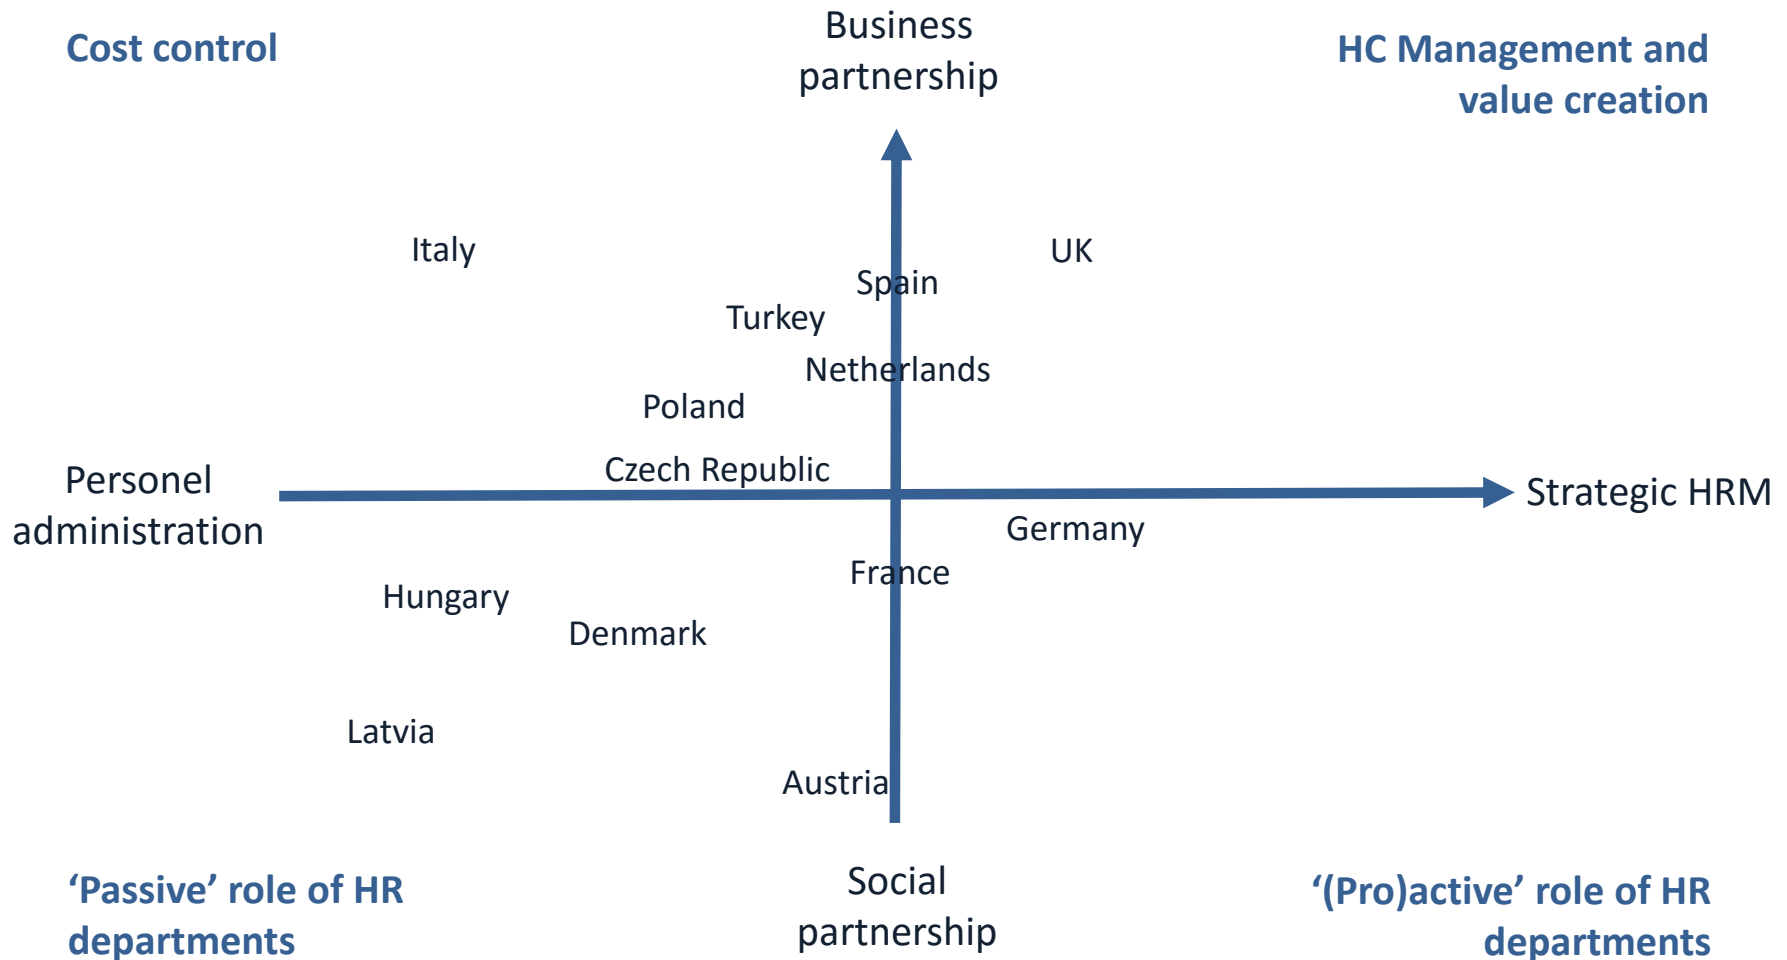 Business
partnership
Cost control
HC Management and
value creation
Italy
UK
Spain
Turkey
Netherlands
Poland
Czech Republic
Personel
administration
Strategic HRM
Germany
France
Hungary
Denmark
Latvia
Austria
Social
partnership
‘Passive’ role of HR
departments
‘(Pro)active’ role of HR
departments